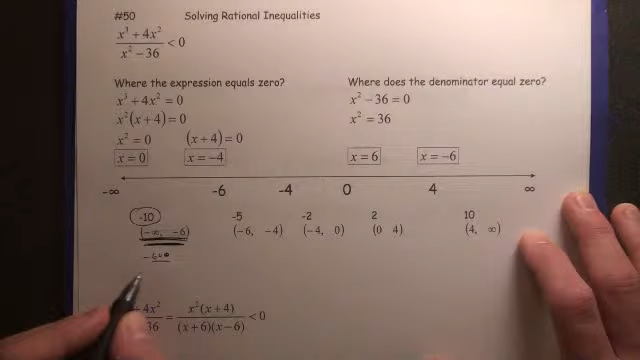 #50 Solving Rational Inequalities
x³ + 4x² / x² − 36 < 0
Where the expression equals zero? Where does the denominator equal zero?
x³ + 4x² = 0 x² − 36 = 0
x²(x + 4) = 0 x² = 36
x² = 0 (x + 4) = 0
x = 0 x = −4 x = 6 x = −6
-∞ -6 -4 0 4 ∞
-10 -5 -2 2 10
(−∞, −6) (−6, −4) (−4, 0) (0 4) (4, ∞)
4x² / 36 = x²(x + 4) / (x + 6)(x − 6) < 0